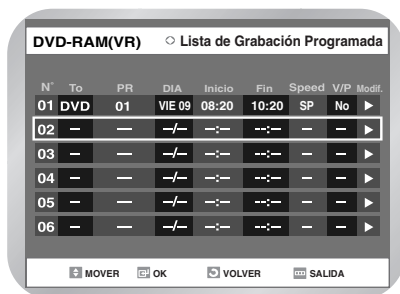 DVD-RAM(VR) Lista de Grabación Programada
N° To PR DIA Inicio Fin Speed V/P Modif.
01 DVD 01 VIE 09 08:20 10:20 SP No ►
02 – — –/– –:– --:– – – ►
03 – — –/– –:– --:– – – ►
04 – — –/– –:– --:– – – ►
05 – — –/– –:– --:– – – ►
06 – — –/– –:– --:– – – ►
MOVER OK VOLVER SALIDA